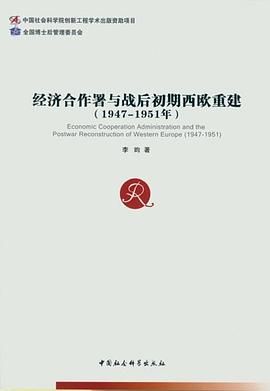 中国社会科学院创新工程学术出版资助项目
全国博士后管理委员会
经济合作署与战后初期西欧重建
（1947-1951年）
Economic Cooperation Administration and the
Postwar Reconstruction of Western Europe (1947-1951)
李昀 著
中国社会科学出版社